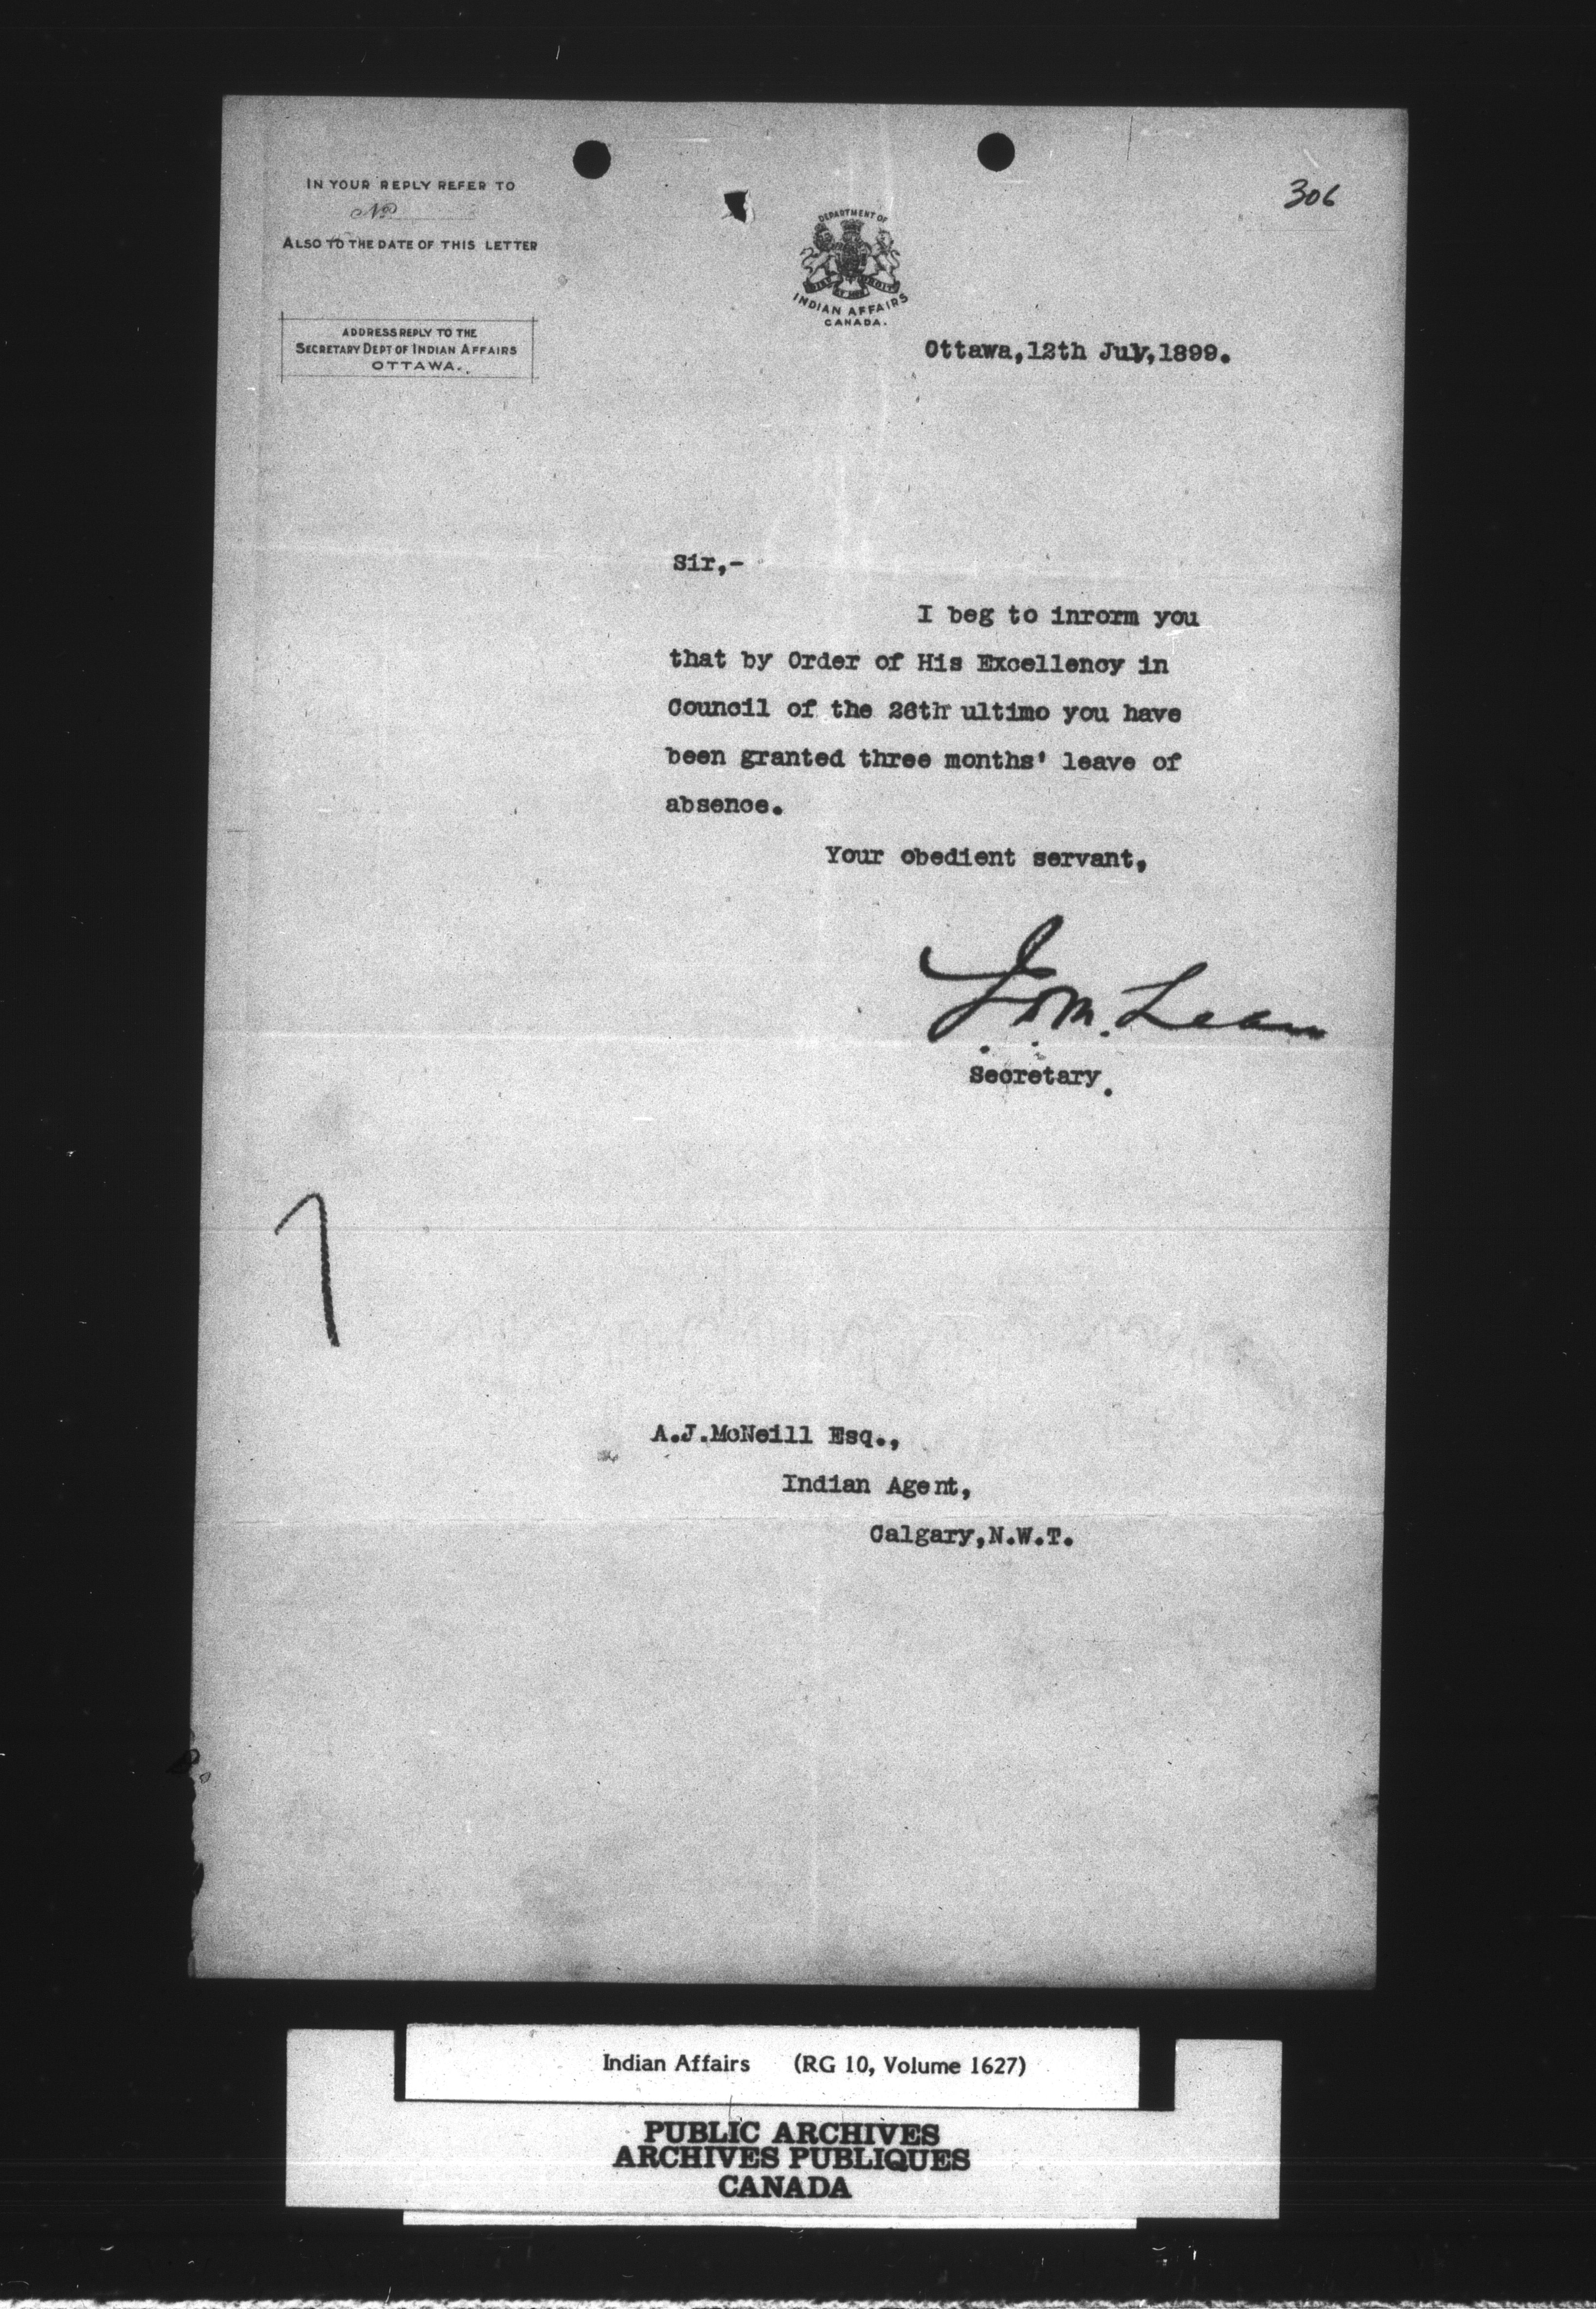 IN YOUR REPLY REFER TO
No
ALSO TO THE DATE OF THIS LETTER
ADDRESS REPLY TO THE
SECRETARY DEPT OF INDIAN AFFAIRS
OTTAWA.
306
DEPARTMENT OF
INDIAN AFFAIRS
CANADA.
Ottawa,12th July,1899.
Sir,-
I beg to inrorm you
that by Order of His Excellency in
Council of the 26th ultimo you have
been granted three months' leave of
absence.
Your obedient servant,
Secretary.
A.J.McNeill Esq.,
Indian Agent,
Calgary,N.W.T.
Indian Affairs (RG 10, Volume 1627)
PUBLIC ARCHIVES
ARCHIVES PUBLIQUES
CANADA